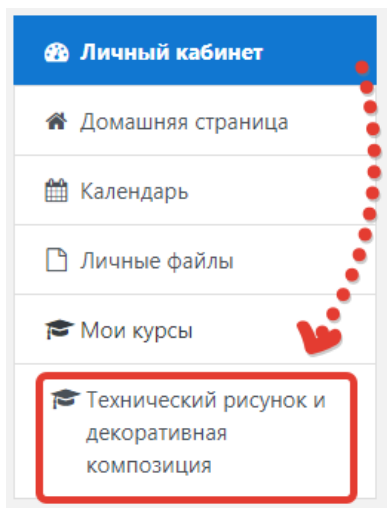 Личный кабинет
Домашняя страница
Календарь
Личные файлы
Мои курсы
Технический рисунок и
декоративная
композиция